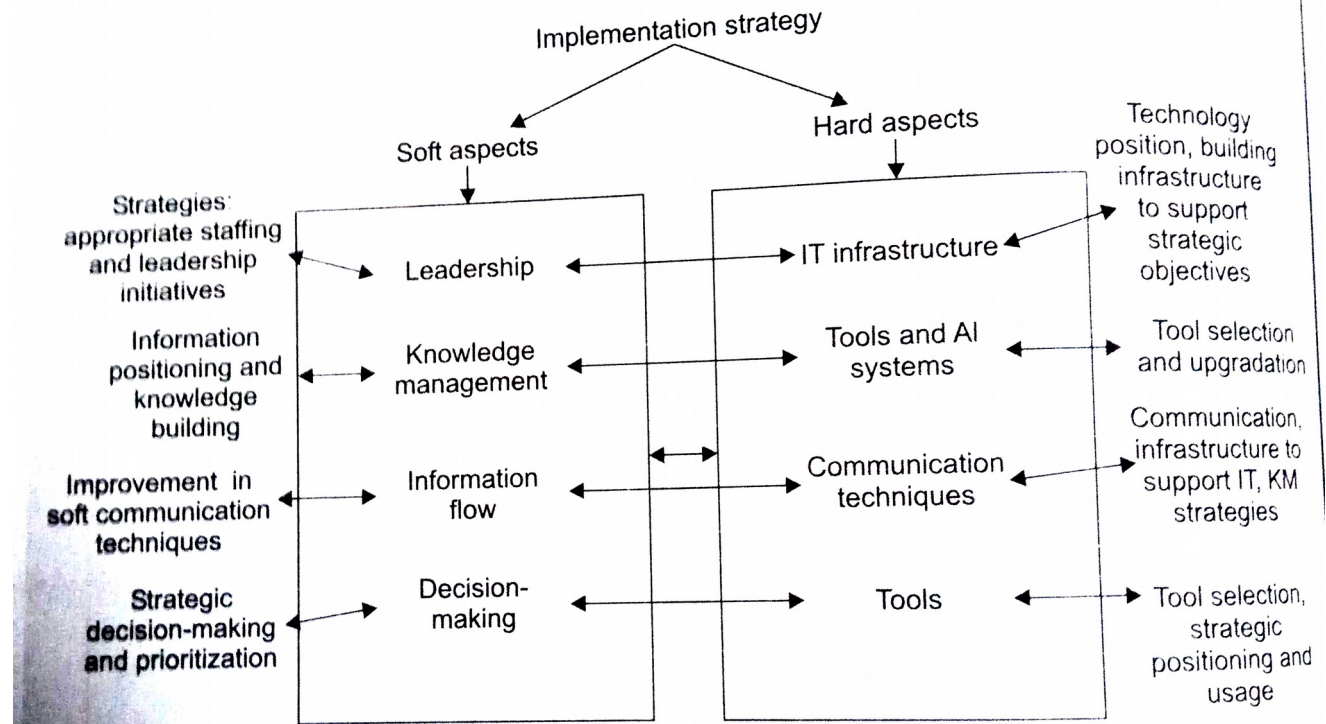 Implementation strategy
Soft aspects
Hard aspects
Strategies:
appropriate staffing
and leadership
initiatives
Leadership
IT infrastructure
Technology
position, building
infrastructure
to support
strategic
objectives
Information
positioning and
knowledge
building
Knowledge
management
Tools and AI
systems
Tool selection
and upgradation
Improvement in
soft communication
techniques
Information
flow
Communication
techniques
Communication,
infrastructure to
support IT, KM
strategies
Strategic
decision-making
and prioritization
Decision-
making
Tools
Tool selection,
strategic
positioning and
usage